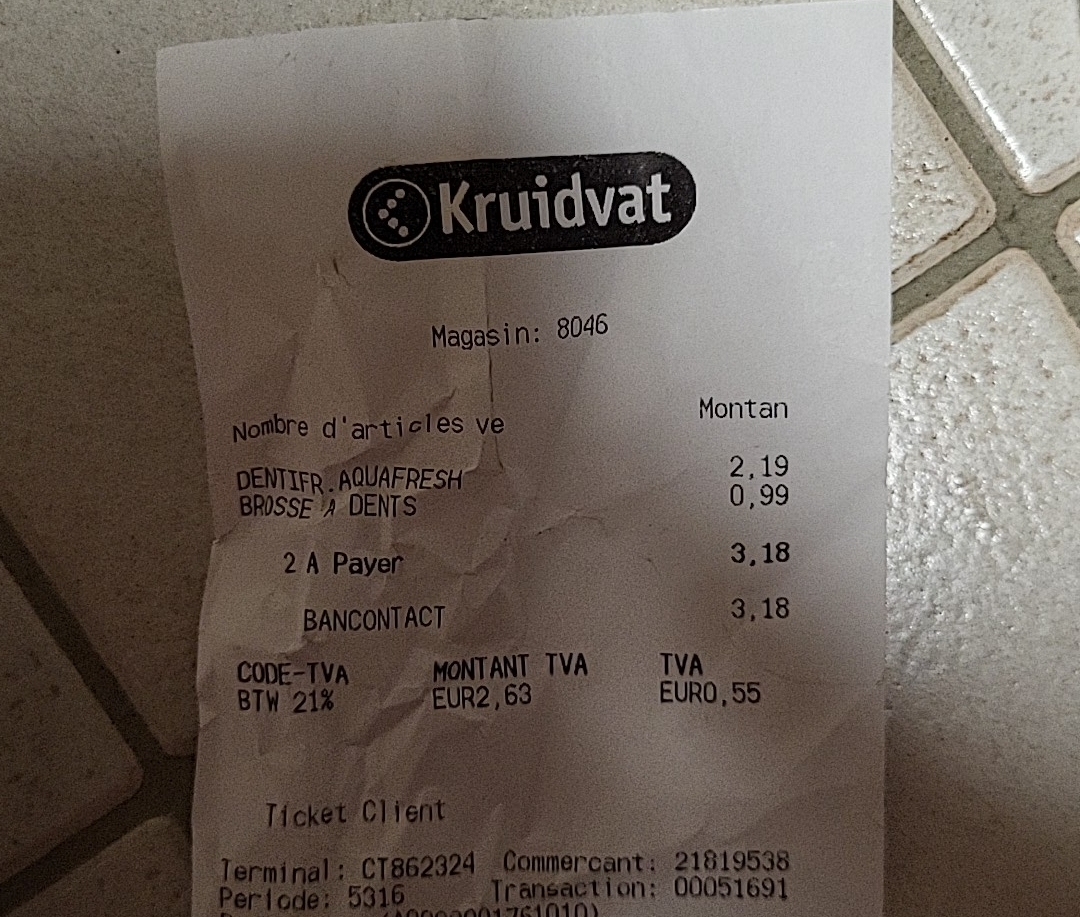 Kruidvat
Magasin: 8046
Nombre d'articles ve Montan
DENTIFR.AQUAFRESH 2,19
BROSSE A DENTS 0,99
2 A Payer 3,18
BANCONTACT 3,18
CODE-TVA MONTANT TVA TVA
BTW 21% EUR2,63 EUR0,55
Ticket Client
Terminal: CT862324 Commercant: 21819538
Periode: 5316 Transaction: 00051691